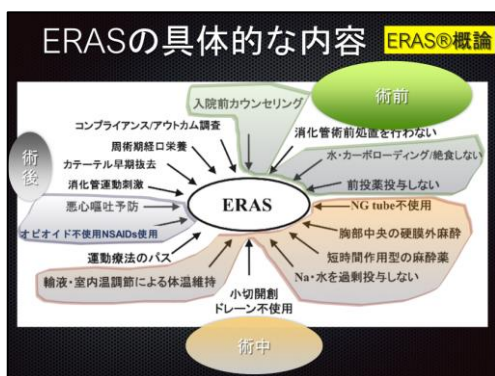 ERASの具体的な内容
ERAS®概論
術前
入院前カウンセリング
消化管術前処置を行わない
水・カーボローディング/絶食しない
前投薬投与しない
NG tube不使用
胸部中央の硬膜外麻酔
短時間作用型の麻酔薬
Na・水を過剰投与しない
小切開創
ドレーン不使用
術中
輸液・室内温調節による体温維持
運動療法のパス
オピオイド不使用NSAIDs使用
悪心嘔吐予防
消化管運動刺激
カテーテル早期抜去
周術期経口栄養
コンプライアンス/アウトカム調査
術後
ERAS